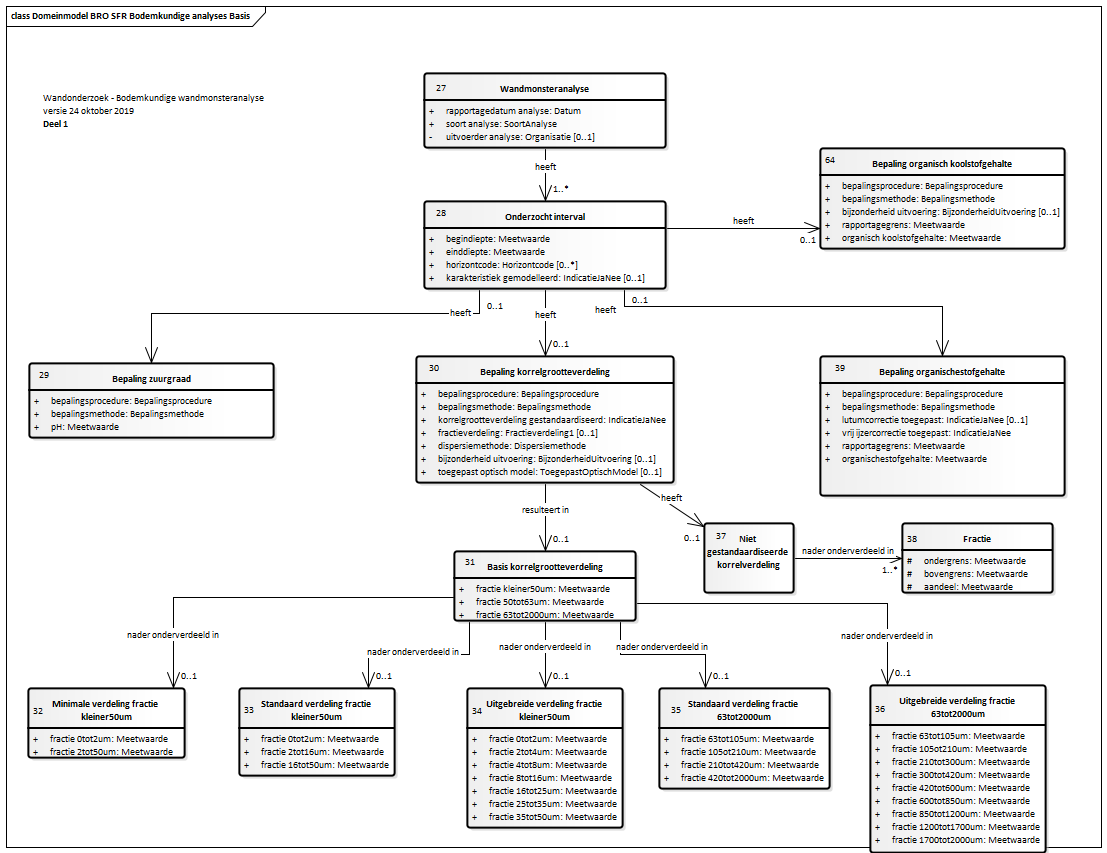 class Domeinmodel BRO SFR Bodemkundige analyses Basis
Wandonderzoek - Bodemkundige wandmonsteranalyse
versie 24 oktober 2019
Deel 1
27
Wandmonsteranalyse
+ rapportagedatum analyse: Datum
+ soort analyse: SoortAnalyse
- uitvoerder analyse: Organisatie [0..1]
heeft
1..*
28
Onderzocht interval
+ begindiepte: Meetwaarde
+ einddiepte: Meetwaarde
+ horizontcode: Horizontcode [0..*]
+ karakteristiek gemodelleerd: IndicatieJaNee [0..1]
heeft
0..1
64
Bepaling organisch koolstofgehalte
+ bepalingsprocedure: Bepalingsprocedure
+ bepalingsmethode: Bepalingsmethode
+ bijzonderheid uitvoering: BijzonderheidUitvoering [0..1]
+ rapportagegrens: Meetwaarde
+ organisch koolstofgehalte: Meetwaarde
heeft
0..1
heeft
0..1
heeft
0..1
29
Bepaling zuurgraad
+ bepalingsprocedure: Bepalingsprocedure
+ bepalingsmethode: Bepalingsmethode
+ pH: Meetwaarde
30
Bepaling korrelgrootteverdeling
+ bepalingsprocedure: Bepalingsprocedure
+ bepalingsmethode: Bepalingsmethode
+ korrelgrootteverdeling gestandaardiseerd: IndicatieJaNee
+ fractieverdeling: Fractieverdeling1 [0..1]
+ dispersiemethode: Dispersiemethode
+ bijzonderheid uitvoering: BijzonderheidUitvoering [0..1]
+ toegepast optisch model: ToegepastOptischModel [0..1]
39
Bepaling organischestofgehalte
+ bepalingsprocedure: Bepalingsprocedure
+ bepalingsmethode: Bepalingsmethode
+ lutumcorrectie toegepast: IndicatieJaNee [0..1]
+ vrij ijzercorrectie toegepast: IndicatieJaNee
+ rapportagegrens: Meetwaarde
+ organischestofgehalte: Meetwaarde
resulteert in
0..1
heeft
0..1
37
Niet
gestandaardiseerde
korrelverdeling
nader onderverdeeld in
1..*
38
Fractie
# ondergrens: Meetwaarde
# bovengrens: Meetwaarde
# aandeel: Meetwaarde
31
Basis korrelgrootteverdeling
+ fractie kleiner50um: Meetwaarde
+ fractie 50tot63um: Meetwaarde
+ fractie 63tot2000um: Meetwaarde
nader onderverdeeld in
0..1
nader onderverdeeld in
0..1
nader onderverdeeld in
0..1
nader onderverdeeld in
0..1
nader onderverdeeld in
0..1
32
Minimale verdeling fractie
kleiner50um
+ fractie 0tot2um: Meetwaarde
+ fractie 2tot50um: Meetwaarde
33
Standaard verdeling fractie
kleiner50um
+ fractie 0tot2um: Meetwaarde
+ fractie 2tot16um: Meetwaarde
+ fractie 16tot50um: Meetwaarde
34
Uitgebreide verdeling fractie
kleiner50um
+ fractie 0tot2um: Meetwaarde
+ fractie 2tot4um: Meetwaarde
+ fractie 4tot8um: Meetwaarde
+ fractie 8tot16um: Meetwaarde
+ fractie 16tot25um: Meetwaarde
+ fractie 25tot35um: Meetwaarde
+ fractie 35tot50um: Meetwaarde
35
Standaard verdeling fractie
63tot2000um
+ fractie 63tot105um: Meetwaarde
+ fractie 105tot210um: Meetwaarde
+ fractie 210tot420um: Meetwaarde
+ fractie 420tot2000um: Meetwaarde
36
Uitgebreide verdeling fractie
63tot2000um
+ fractie 63tot105um: Meetwaarde
+ fractie 105tot210um: Meetwaarde
+ fractie 210tot300um: Meetwaarde
+ fractie 300tot420um: Meetwaarde
+ fractie 420tot600um: Meetwaarde
+ fractie 600tot850um: Meetwaarde
+ fractie 850tot1200um: Meetwaarde
+ fractie 1200tot1700um: Meetwaarde
+ fractie 1700tot2000um: Meetwaarde